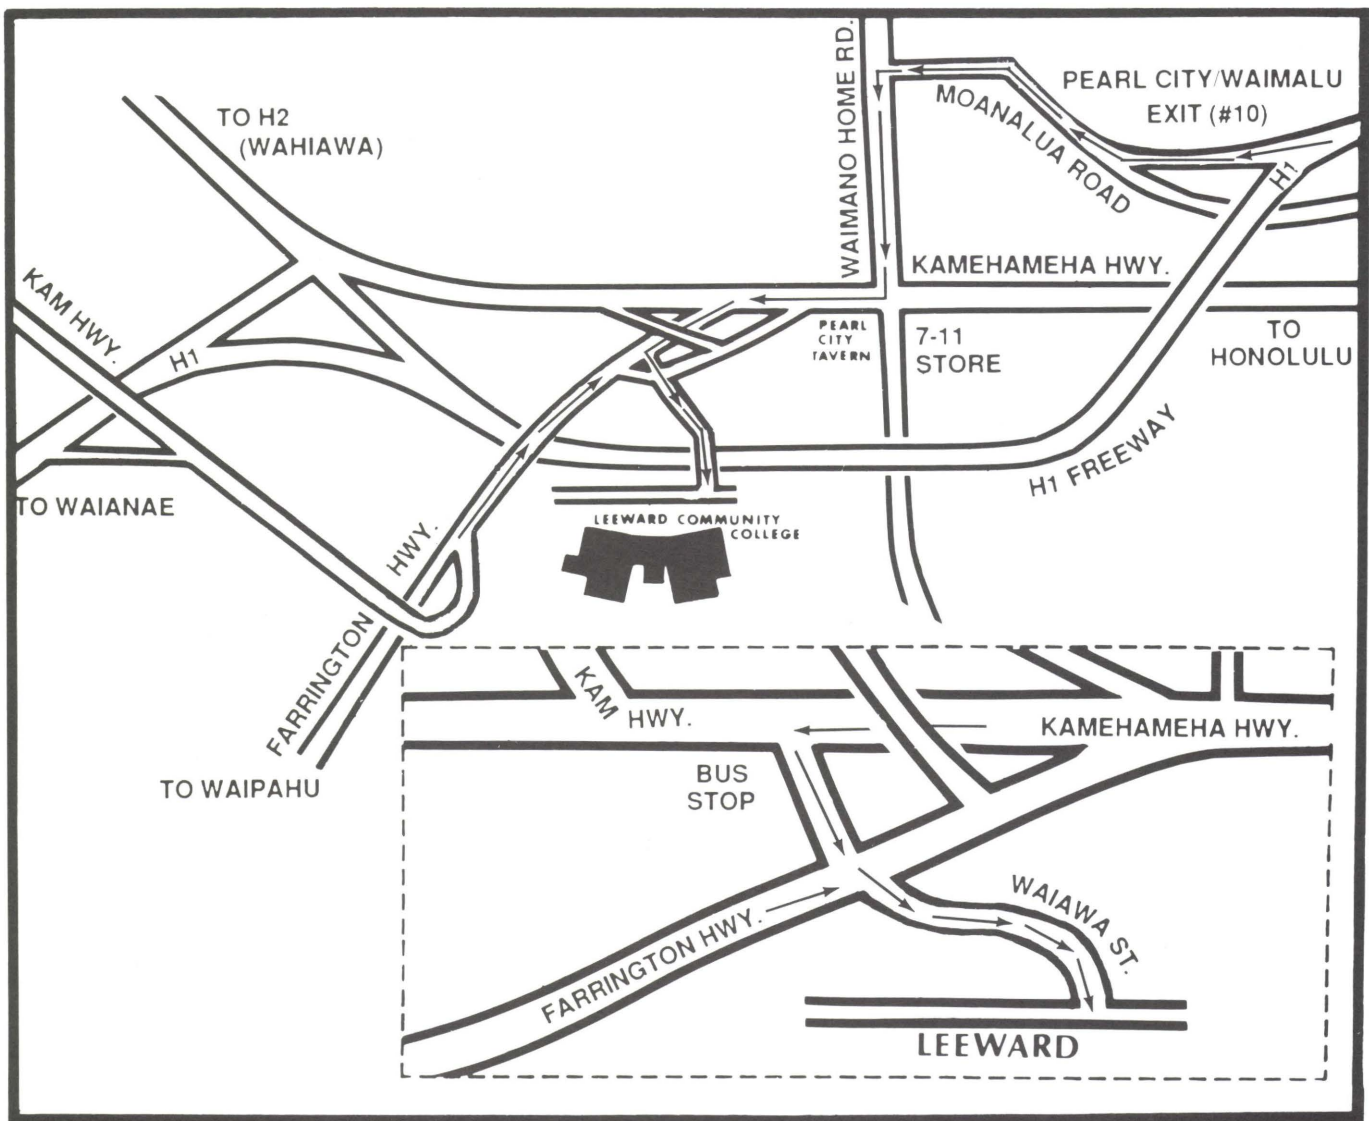 WAIMANO HOME RD.
PEARL CITY/WAIMALU
EXIT (#10)
MOANALUA ROAD
H1
TO H2
(WAHIAWA)
KAMEHAMEHA HWY.
KAM HWY.
H1
PEARL
CITY
TAVERN
7-11
STORE
TO
HONOLULU
H1 FREEWAY
TO WAIANAE
LEEWARD COMMUNITY
COLLEGE
FARRINGTON HWY.
TO WAIPAHU
KAM HWY.
KAMEHAMEHA HWY.
BUS
STOP
WAIAWA ST.
FARRINGTON HWY.
LEEWARD